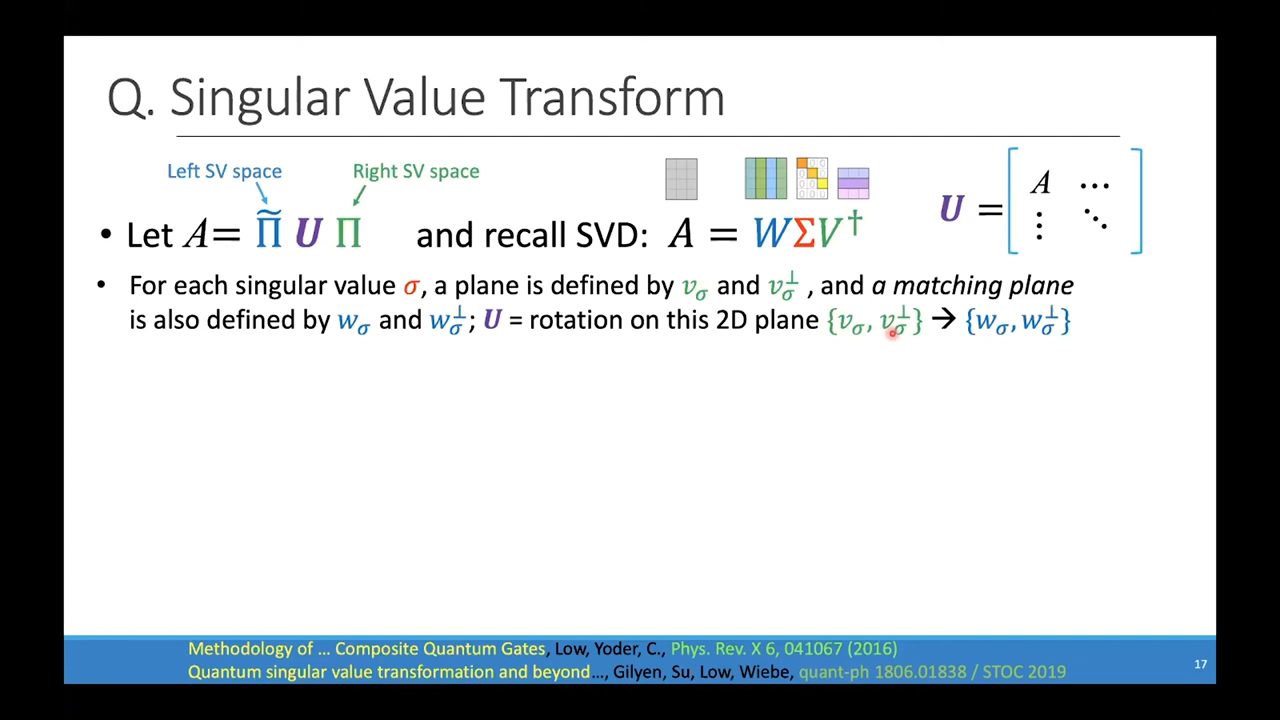 Q. Singular Value Transform
Left SV space
Right SV space
• Let A= Π̃ U Π and recall SVD: A = WΣV†
U = [ A ⋯
⋮ ⋱ ]
• For each singular value σ, a plane is defined by v_σ and v_σ^⊥ , and a matching plane
is also defined by w_σ and w_σ^⊥; U = rotation on this 2D plane {v_σ, v_σ^⊥} → {w_σ, w_σ^⊥}
Methodology of … Composite Quantum Gates, Low, Yoder, C., Phys. Rev. X 6, 041067 (2016)
Quantum singular value transformation and beyond…, Gilyen, Su, Low, Wiebe, quant-ph 1806.01838 / STOC 2019
17